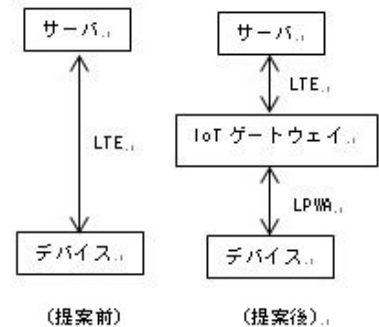 サーバ
LTE
デバイス
(提案前)
サーバ
LTE
IoT ゲートウェイ
LPWA
デバイス
(提案後)